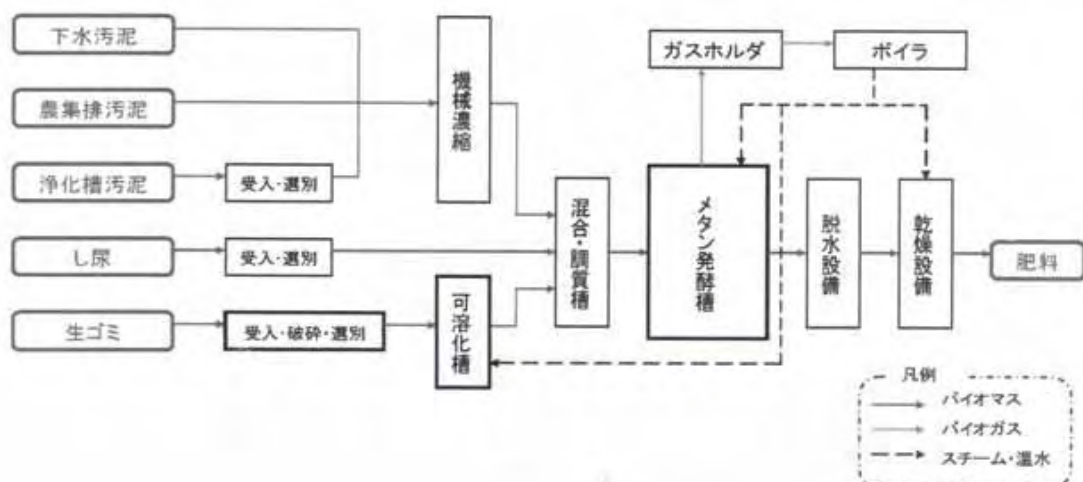 下水汚泥
農集排汚泥
浄化槽汚泥
し尿
生ゴミ
受入・選別
受入・選別
受入・破砕・選別
機械濃縮
可溶化槽
混合・調質槽
メタン発酵槽
ガスホルダ
ボイラ
脱水設備
乾燥設備
肥料
凡例
バイオマス
バイオガス
スチーム・温水